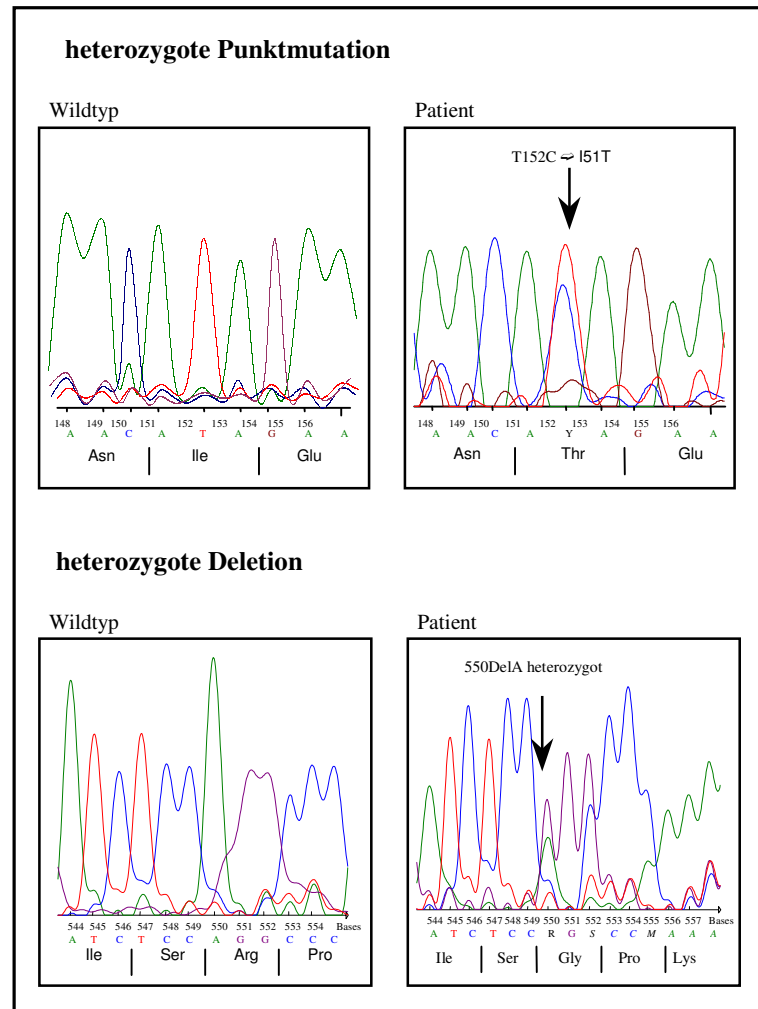 heterozygote Punktmutation
Wildtyp
148 149 150 151 152 153 154 155 156
A A C A T A G A A
Asn | Ile | Glu
Patient
T152C ➫ I51T
148 149 150 151 152 153 154 155 156
A A C A Y A G A A
Asn | Thr | Glu
heterozygote Deletion
Wildtyp
544 545 546 547 548 549 550 551 552 553 554 Bases
A T C T C C A G G C C C
Ile | Ser | Arg | Pro
Patient
550DelA heterozygot
544 545 546 547 548 549 550 551 552 553 554 555 556 557 Bases
A T C T C C R G S C C M A A A
Ile | Ser | Gly | Pro | Lys